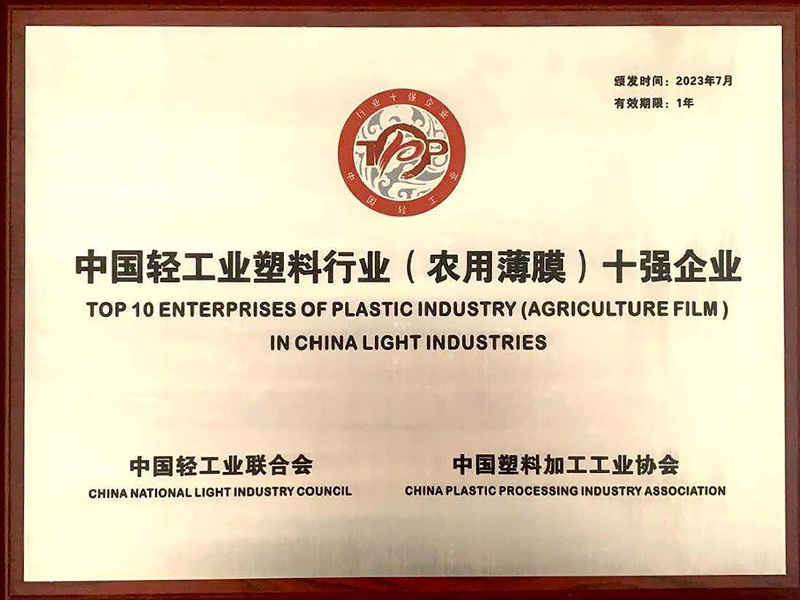 颁发时间：2023年7月
有效期限：1年
行业十强企业
TOP
中国轻工业
中国轻工业塑料行业（农用薄膜）十强企业
TOP 10 ENTERPRISES OF PLASTIC INDUSTRY (AGRICULTURE FILM )
IN CHINA LIGHT INDUSTRIES
中国轻工业联合会
CHINA NATIONAL LIGHT INDUSTRY COUNCIL
中国塑料加工工业协会
CHINA PLASTIC PROCESSING INDUSTRY ASSOCIATION